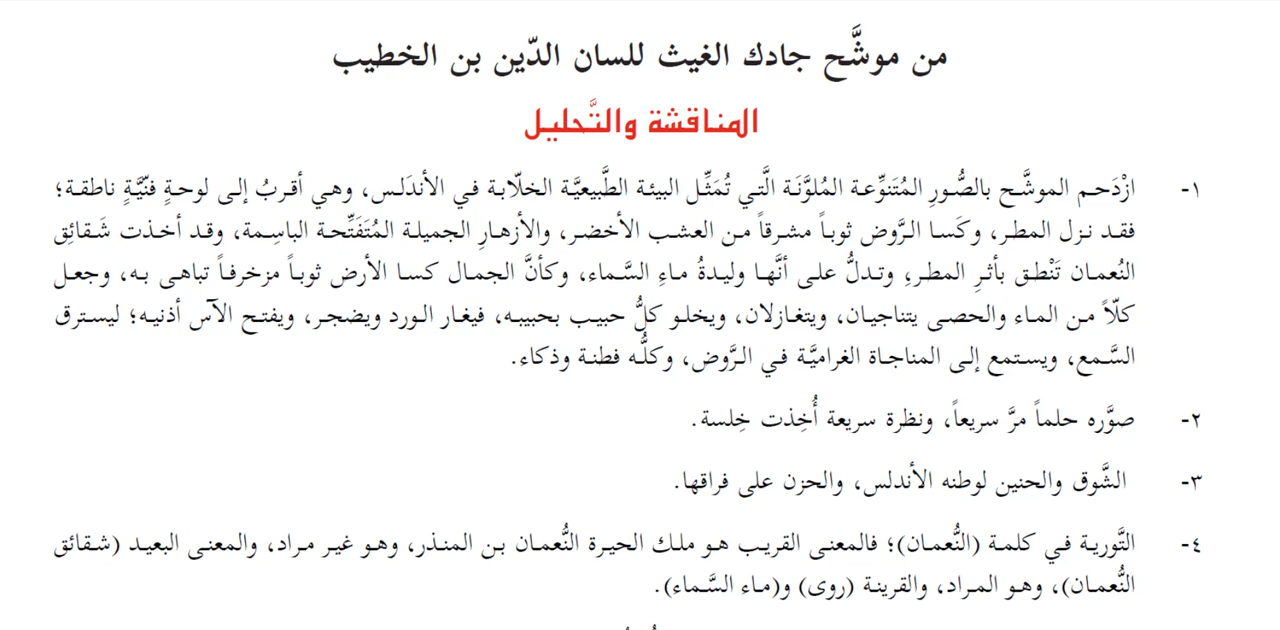 من موشَّح جادك الغيث للسان الدّين بن الخطيب
المناقشة والتَّحليل
١- ازْدَحم الموشَّح بالصُّورِ المُتَنوِّعة المُلوَّنَة الَّتي تُمَثِّل البيئة الطَّبيعيَّة الخلّابة في الأندَلس، وهي أقربُ إلى لوحةٍ فنّيَّةٍ ناطقة؛
فقد نزل المطر، وكَسا الرَّوض ثوباً مشرقاً من العشب الأخضر، والأزهارِ الجميلة المُتَفَتِّحة الباسِمة، وقد أخذت شَقائِق
النُعمان تَنْطق بأثرِ المطرِ، وتدلُّ على أنَّها وليدةُ ماءِ السَّماء، وكأنَّ الجمال كسا الأرض ثوباً مزخرفاً تباهى به، وجعل
كلّاً من الماء والحصى يتناجيان، ويتغازلان، ويخلو كلُّ حبيب بحبيبه، فيغار الورد ويضجر، ويفتح الآس أذنيه؛ ليسترق
السَّمع، ويستمع إلى المناجاة الغراميَّة في الرَّوض، وكلُّه فطنة وذكاء.
٢- صوَّره حلماً مرَّ سريعاً، ونظرة سريعة أُخِذت خِلسة.
٣- الشَّوق والحنين لوطنه الأندلس، والحزن على فراقها.
٤- التَّورية في كلمة (النُّعمان)؛ فالمعنى القريب هو ملك الحيرة النُّعمان بن المنذر، وهو غير مراد، والمعنى البعيد (شقائق
النُّعمان)، وهو المراد، والقرينة (روى) و(ماء السَّماء).